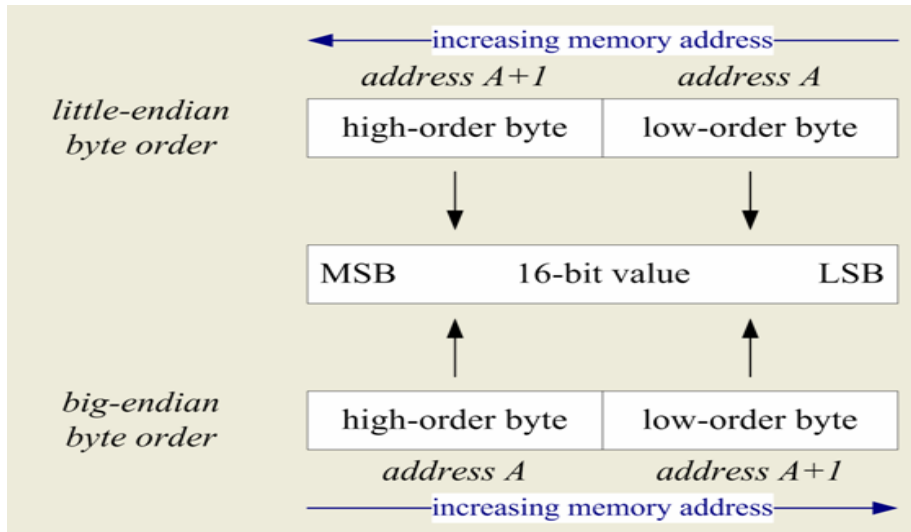 increasing memory address
address A+1 address A
little-endian
byte order
high-order byte low-order byte
MSB 16-bit value LSB
big-endian
byte order
high-order byte low-order byte
address A address A+1
increasing memory address